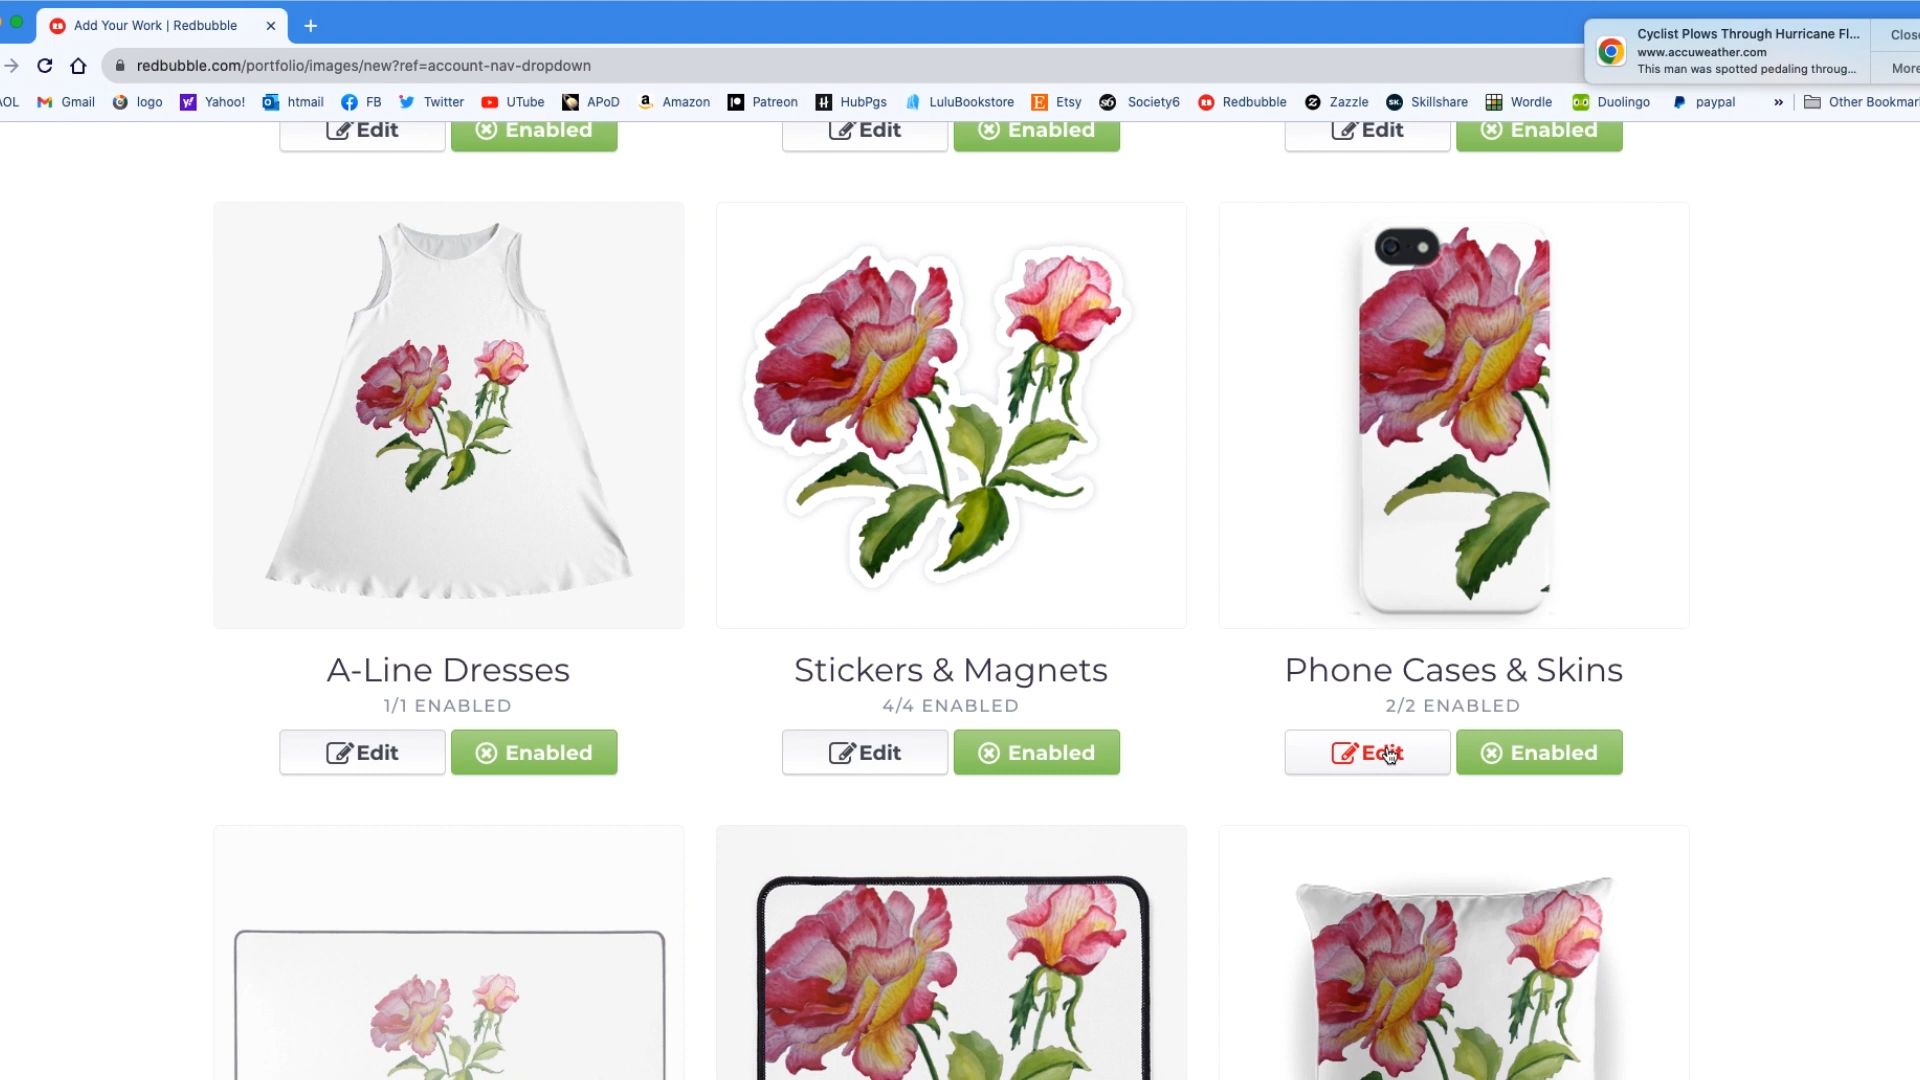 Add Your Work | Redbubble
Cyclist Plows Through Hurricane Fl...
www.accuweather.com
This man was spotted pedaling throug...
Close
More
redbubble.com/portfolio/images/new?ref=account-nav-dropdown
AOL Gmail logo Yahoo! htmail FB Twitter UTube APoD Amazon Patreon HubPgs LuluBookstore Etsy Society6 Redbubble Zazzle Skillshare Wordle Duolingo paypal » Other Bookmar
Edit Enabled Edit Enabled Edit Enabled
A-Line Dresses
1/1 ENABLED
Edit Enabled
Stickers & Magnets
4/4 ENABLED
Edit Enabled
Phone Cases & Skins
2/2 ENABLED
Edit Enabled